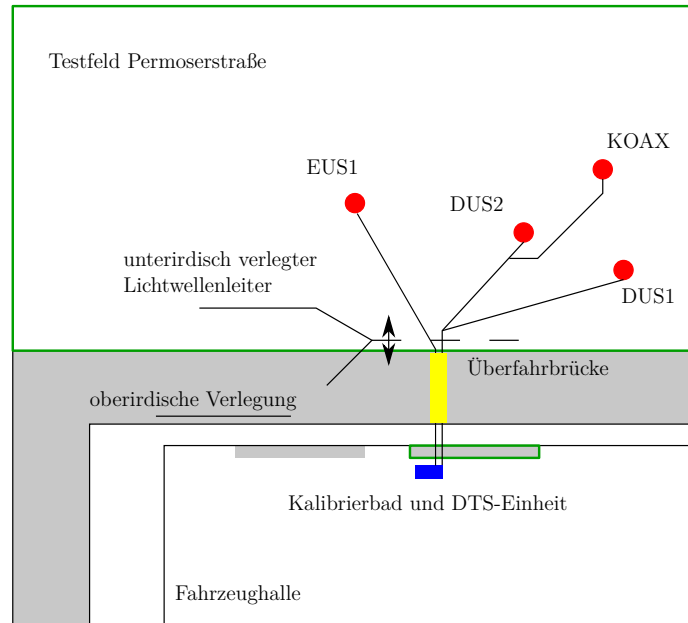 Testfeld Permoserstraße
KOAX
EUS1
DUS2
unterirdisch verlegter
Lichtwellenleiter
DUS1
Überfahrbrücke
oberirdische Verlegung
Kalibrierbad und DTS-Einheit
Fahrzeughalle